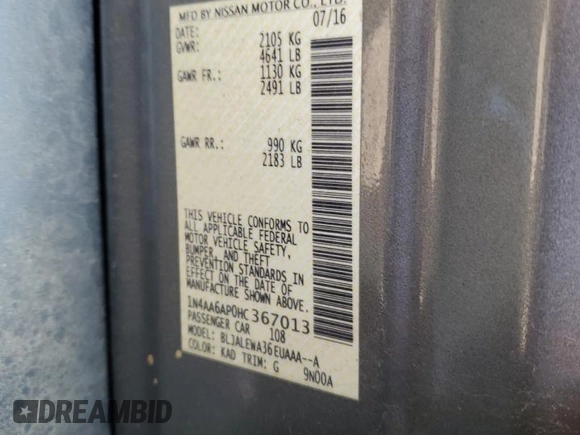 MFD BY NISSAN MOTOR CO., LTD.
DATE: 07/16
GVWR: 2105 KG
4641 LB
GAWR FR.: 1130 KG
2491 LB
GAWR RR.: 990 KG
2183 LB
THIS VEHICLE CONFORMS TO
ALL APPLICABLE FEDERAL
MOTOR VEHICLE SAFETY,
BUMPER, AND THEFT
PREVENTION STANDARDS IN
EFFECT ON THE DATE OF
MANUFACTURE SHOWN ABOVE.
1N4AA6AP0HC367013
PASSENGER CAR 108
MODEL: BLJALEWA36EUAAA--A
COLOR: KAD TRIM: G 9N00A
DREAMBID